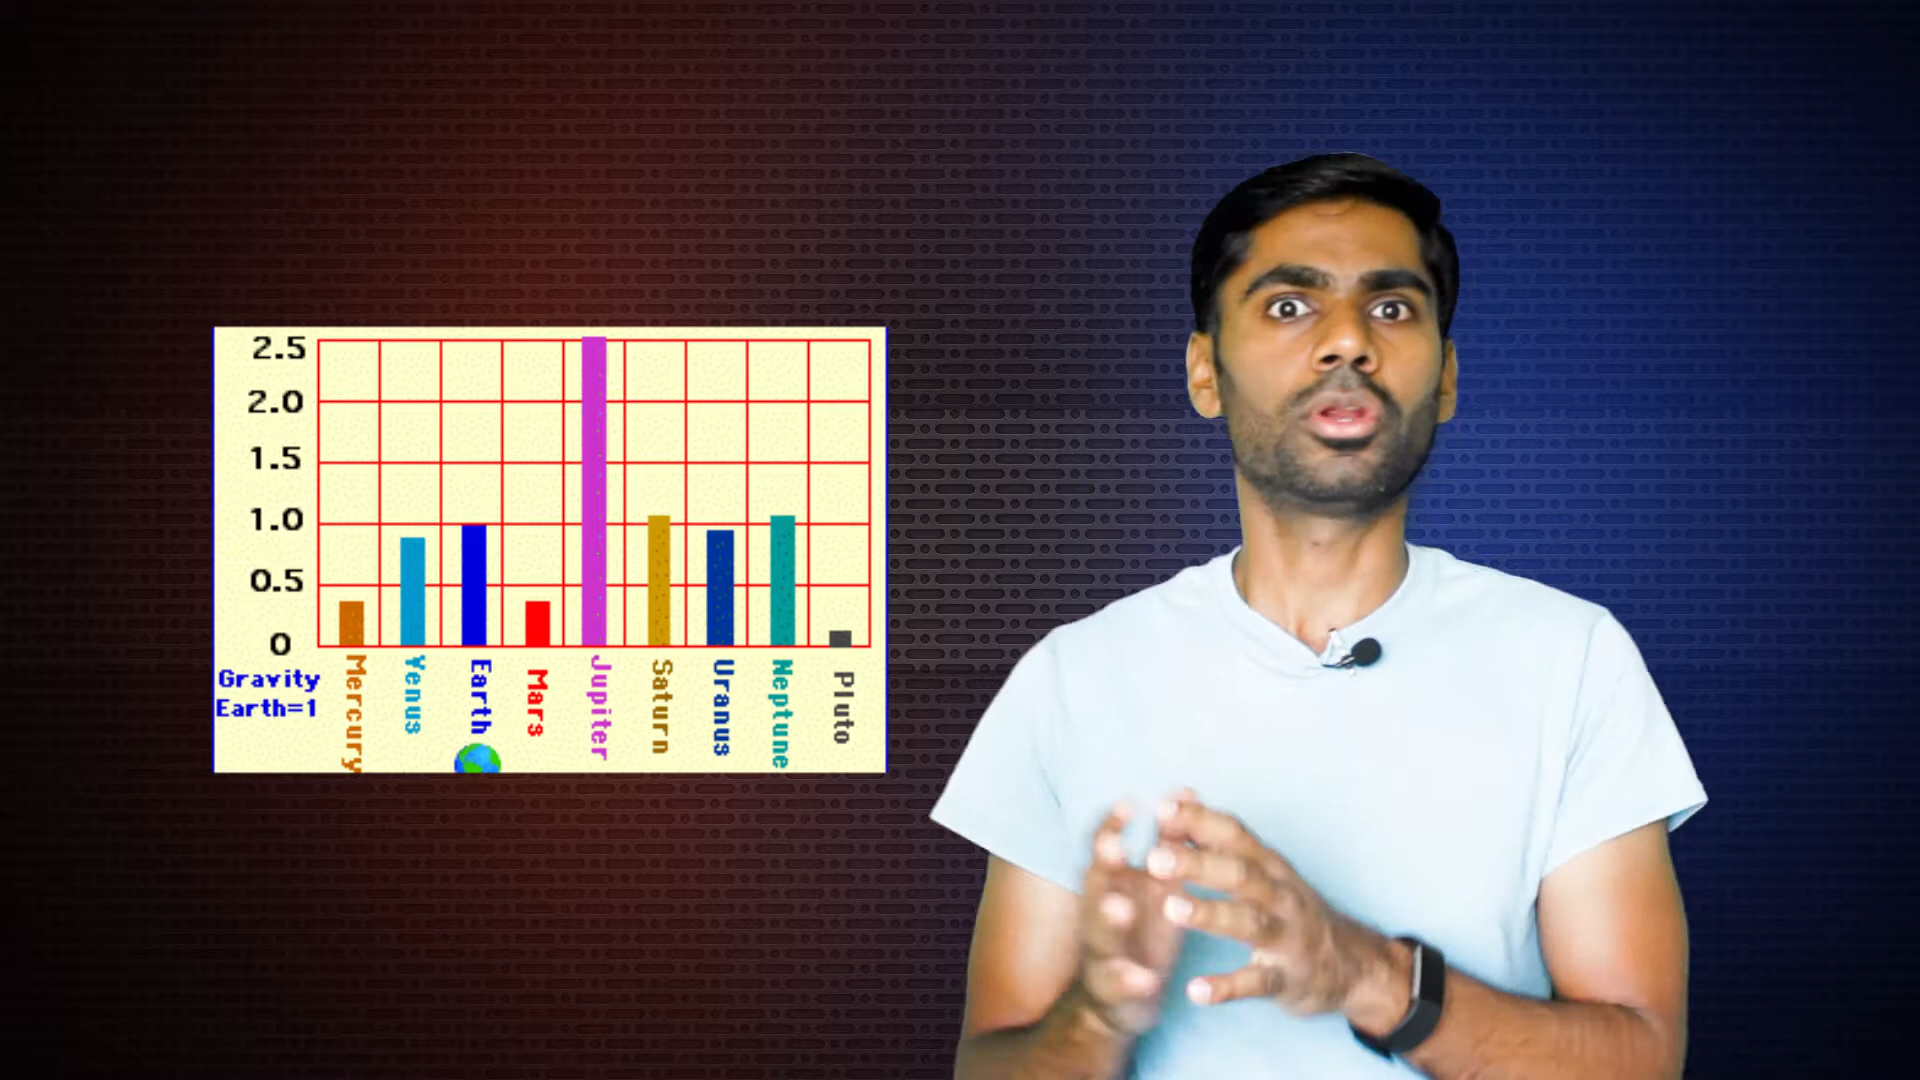 2.5
2.0
1.5
1.0
0.5
0
Gravity
Earth=1
Mercury
Venus
Earth
Mars
Jupiter
Saturn
Uranus
Neptune
Pluto